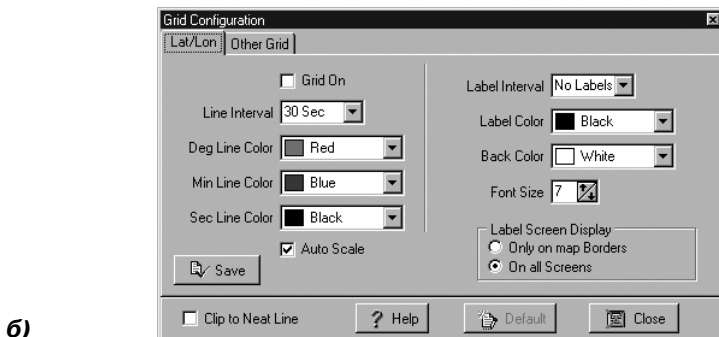 Grid Configuration
Lat/Lon
Other Grid
Grid On
Line Interval 30 Sec
Deg Line Color Red
Min Line Color Blue
Sec Line Color Black
Auto Scale
Save
Label Interval No Labels
Label Color Black
Back Color White
Font Size 7
Label Screen Display
Only on map Borders
On all Screens
Clip to Neat Line
? Help
Default
Close
б)